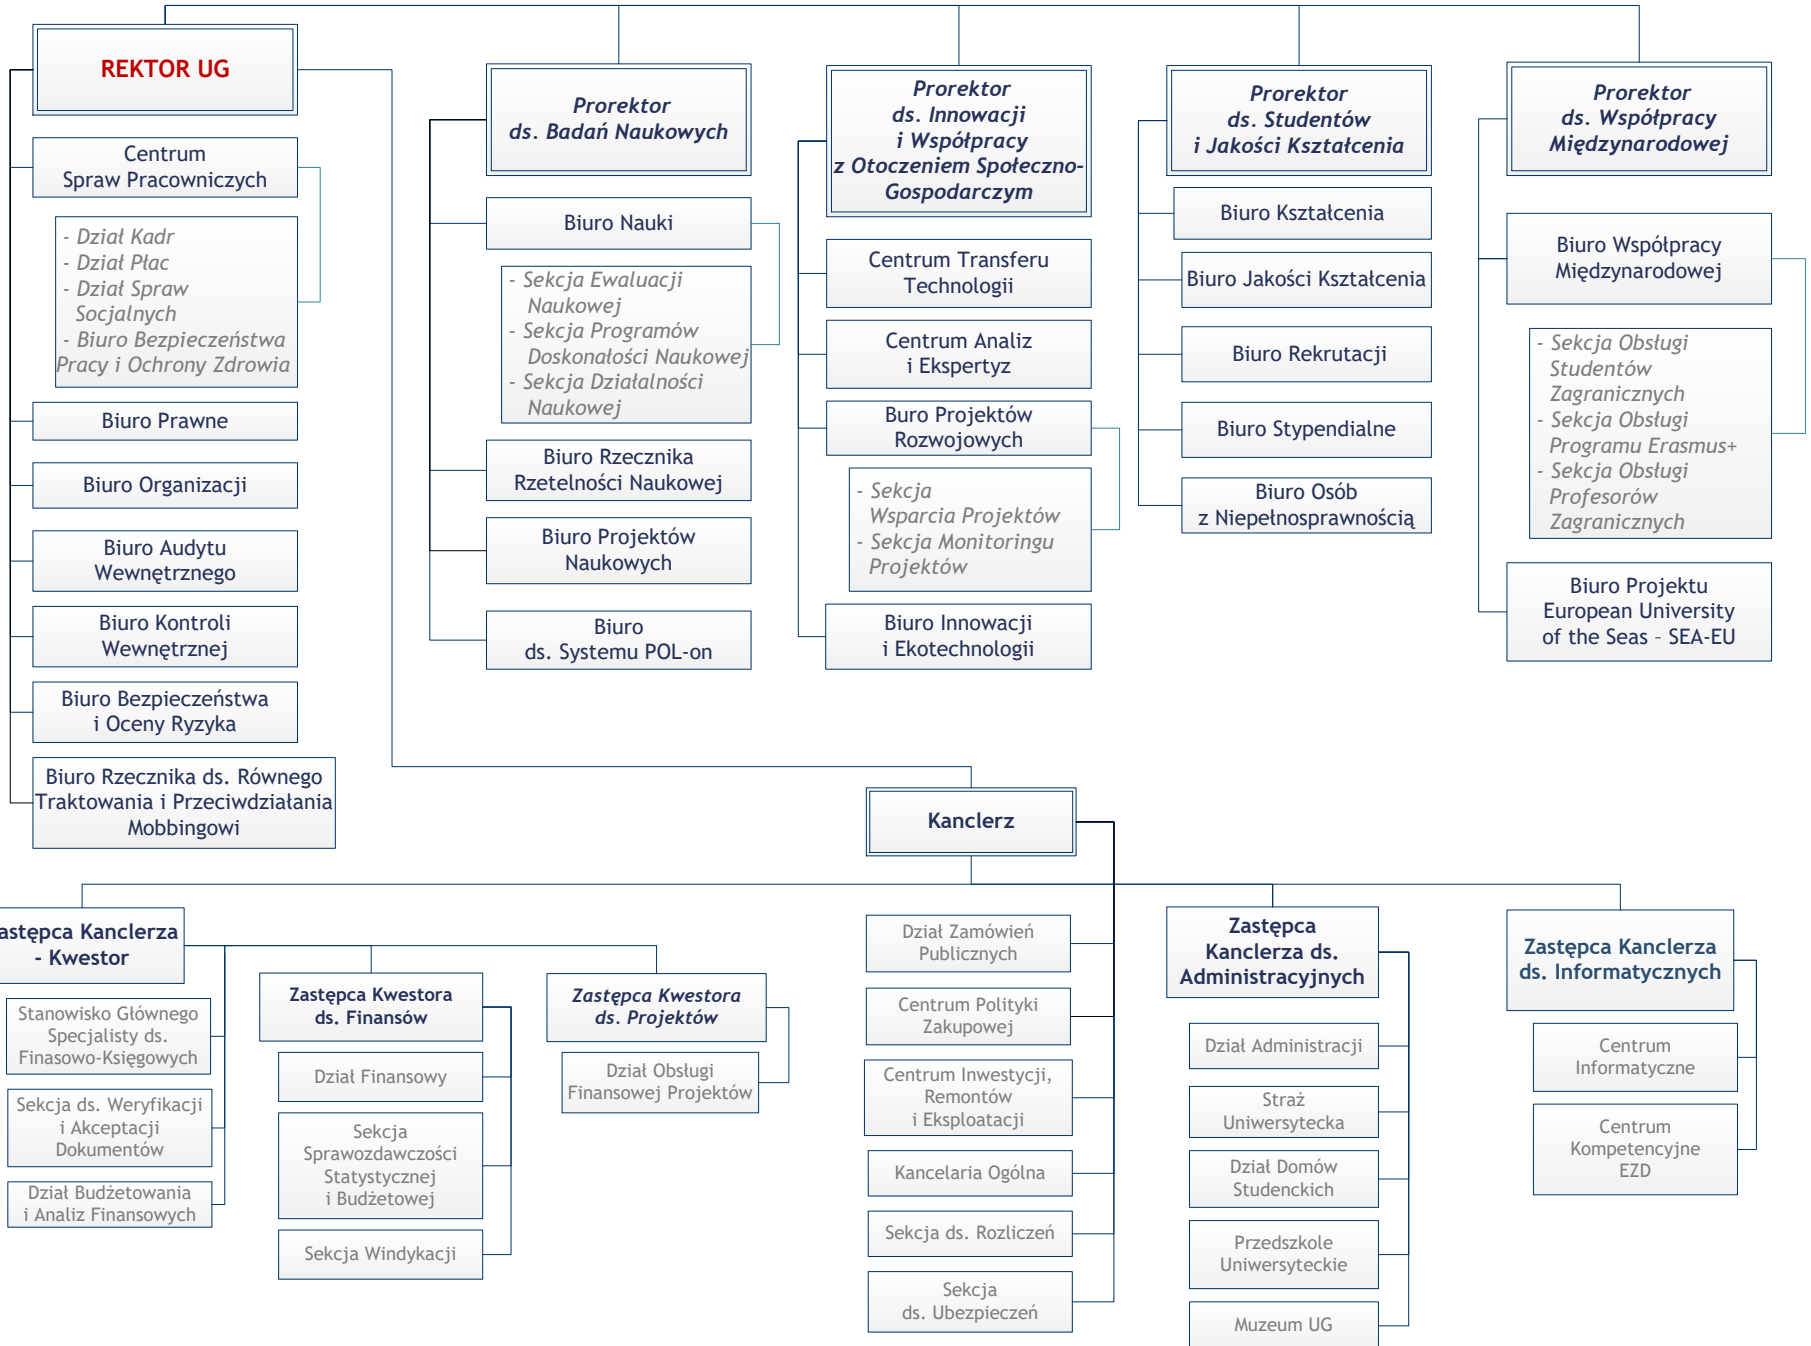 REKTOR UG
Centrum
Spraw Pracowniczych
- Dział Kadr
- Dział Płac
- Dział Spraw
Socjalnych
- Biuro Bezpieczeństwa
Pracy i Ochrony Zdrowia
Biuro Prawne
Biuro Organizacji
Biuro Audytu
Wewnętrznego
Biuro Kontroli
Wewnętrznej
Biuro Bezpieczeństwa
i Oceny Ryzyka
Biuro Rzecznika ds. Równego
Traktowania i Przeciwdziałania
Mobbingowi
Prorektor
ds. Badań Naukowych
Biuro Nauki
- Sekcja Ewaluacji
Naukowej
- Sekcja Programów
Doskonałości Naukowej
- Sekcja Działalności
Naukowej
Biuro Rzecznika
Rzetelności Naukowej
Biuro Projektów
Naukowych
Biuro
ds. Systemu POL-on
Prorektor
ds. Innowacji
i Współpracy
z Otoczeniem Społeczno-
Gospodarczym
Centrum Transferu
Technologii
Centrum Analiz
i Ekspertyz
Buro Projektów
Rozwojowych
- Sekcja
Wsparcia Projektów
- Sekcja Monitoringu
Projektów
Biuro Innowacji
i Ekotechnologii
Prorektor
ds. Studentów
i Jakości Kształcenia
Biuro Kształcenia
Biuro Jakości Kształcenia
Biuro Rekrutacji
Biuro Stypendialne
Biuro Osób
z Niepełnosprawnością
Prorektor
ds. Współpracy
Międzynarodowej
Biuro Współpracy
Międzynarodowej
- Sekcja Obsługi
Studentów
Zagranicznych
- Sekcja Obsługi
Programu Erasmus+
- Sekcja Obsługi
Profesorów
Zagranicznych
Biuro Projektu
European University
of the Seas – SEA-EU
Kanclerz
astępca Kanclerza
- Kwestor
Stanowisko Głównego
Specjalisty ds.
Finasowo-Księgowych
Sekcja ds. Weryfikacji
i Akceptacji
Dokumentów
Dział Budżetowania
i Analiz Finansowych
Zastępca Kwestora
ds. Finansów
Dział Finansowy
Sekcja
Sprawozdawczości
Statystycznej
i Budżetowej
Sekcja Windykacji
Zastępca Kwestora
ds. Projektów
Dział Obsługi
Finansowej Projektów
Dział Zamówień
Publicznych
Centrum Polityki
Zakupowej
Centrum Inwestycji,
Remontów
i Eksploatacji
Kancelaria Ogólna
Sekcja ds. Rozliczeń
Sekcja
ds. Ubezpieczeń
Zastępca
Kanclerza ds.
Administracyjnych
Dział Administracji
Straż
Uniwersytecka
Dział Domów
Studenckich
Przedszkole
Uniwersyteckie
Muzeum UG
Zastępca Kanclerza
ds. Informatycznych
Centrum
Informatyczne
Centrum
Kompetencyjne
EZD